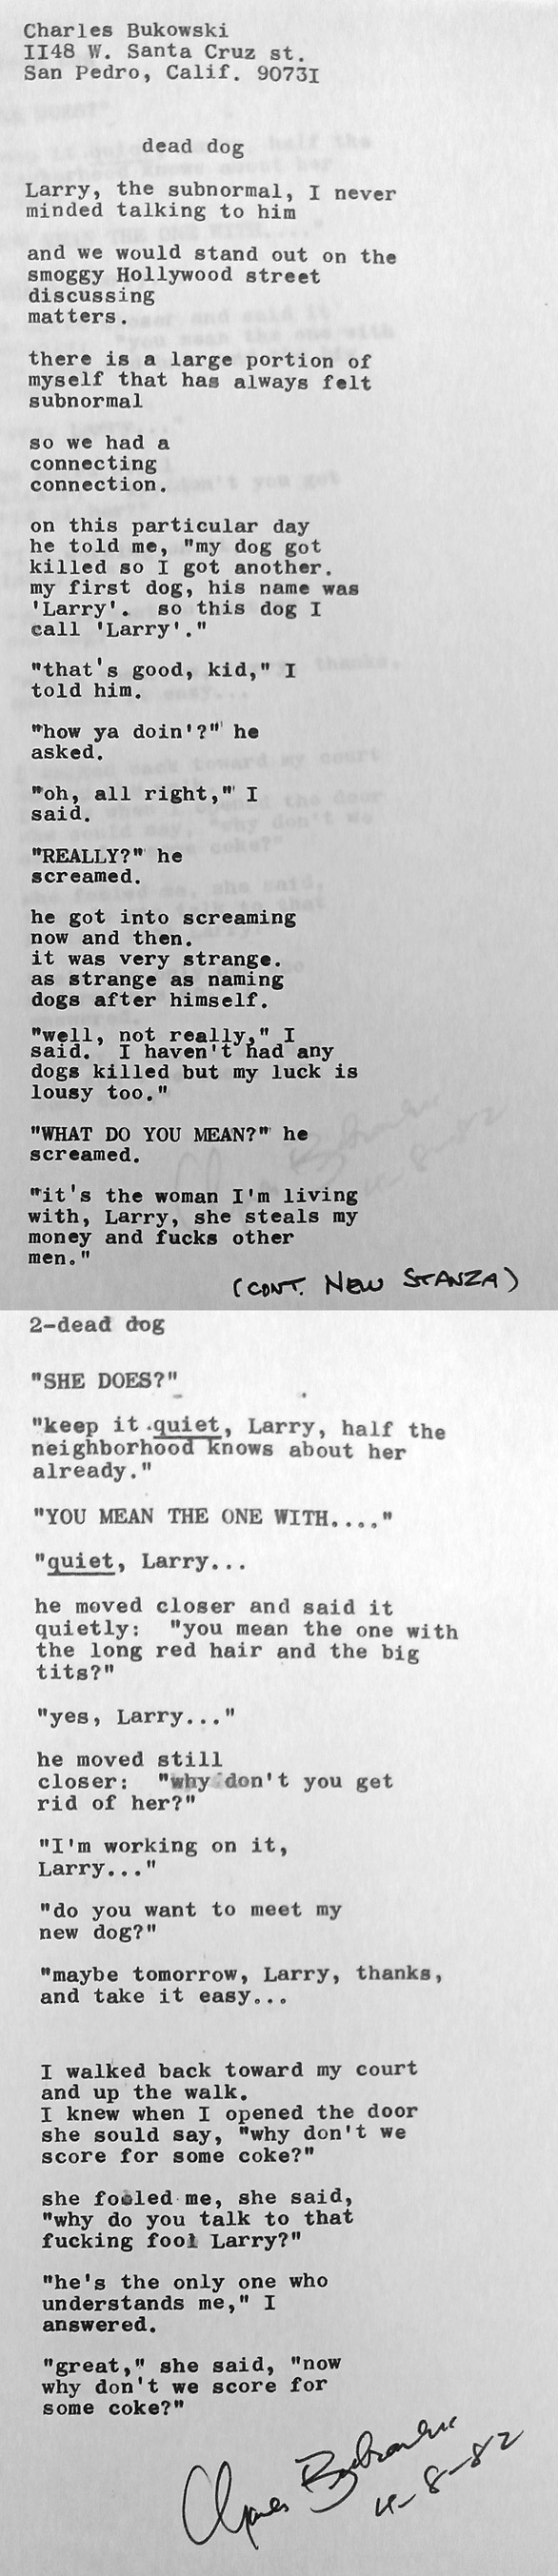 Charles Bukowski
II48 W. Santa Cruz st.
San Pedro, Calif. 9073I
dead dog
Larry, the subnormal, I never
minded talking to him
and we would stand out on the
smoggy Hollywood street
discussing
matters.
there is a large portion of
myself that has always felt
subnormal
so we had a
connecting
connection.
on this particular day
he told me, "my dog got
killed so I got another.
my first dog, his name was
'Larry'.  so this dog I
call 'Larry'."
"that's good, kid," I
told him.
"how ya doin'?" he
asked.
"oh, all right," I
said.
"REALLY?" he
screamed.
he got into screaming
now and then.
it was very strange.
as strange as naming
dogs after himself.
"well, not really," I
said.  I haven't had any
dogs killed but my luck is
lousy too."
"WHAT DO YOU MEAN?" he
screamed.
"it's the woman I'm living
with, Larry, she steals my
money and fucks other
men."
(CONT. NEW STANZA)
2-dead dog
"SHE DOES?"
"keep it quiet, Larry, half the
neighborhood knows about her
already."
"YOU MEAN THE ONE WITH...."
"quiet, Larry...
he moved closer and said it
quietly:  "you mean the one with
the long red hair and the big
tits?"
"yes, Larry..."
he moved still
closer:  "why don't you get
rid of her?"
"I'm working on it,
Larry..."
"do you want to meet my
new dog?"
"maybe tomorrow, Larry, thanks,
and take it easy...
I walked back toward my court
and up the walk.
I knew when I opened the door
she sould say, "why don't we
score for some coke?"
she fooled me, she said,
"why do you talk to that
fucking fool Larry?"
"he's the only one who
understands me," I
answered.
"great," she said, "now
why don't we score for
some coke?"
Charles Bukowski
4-8-82